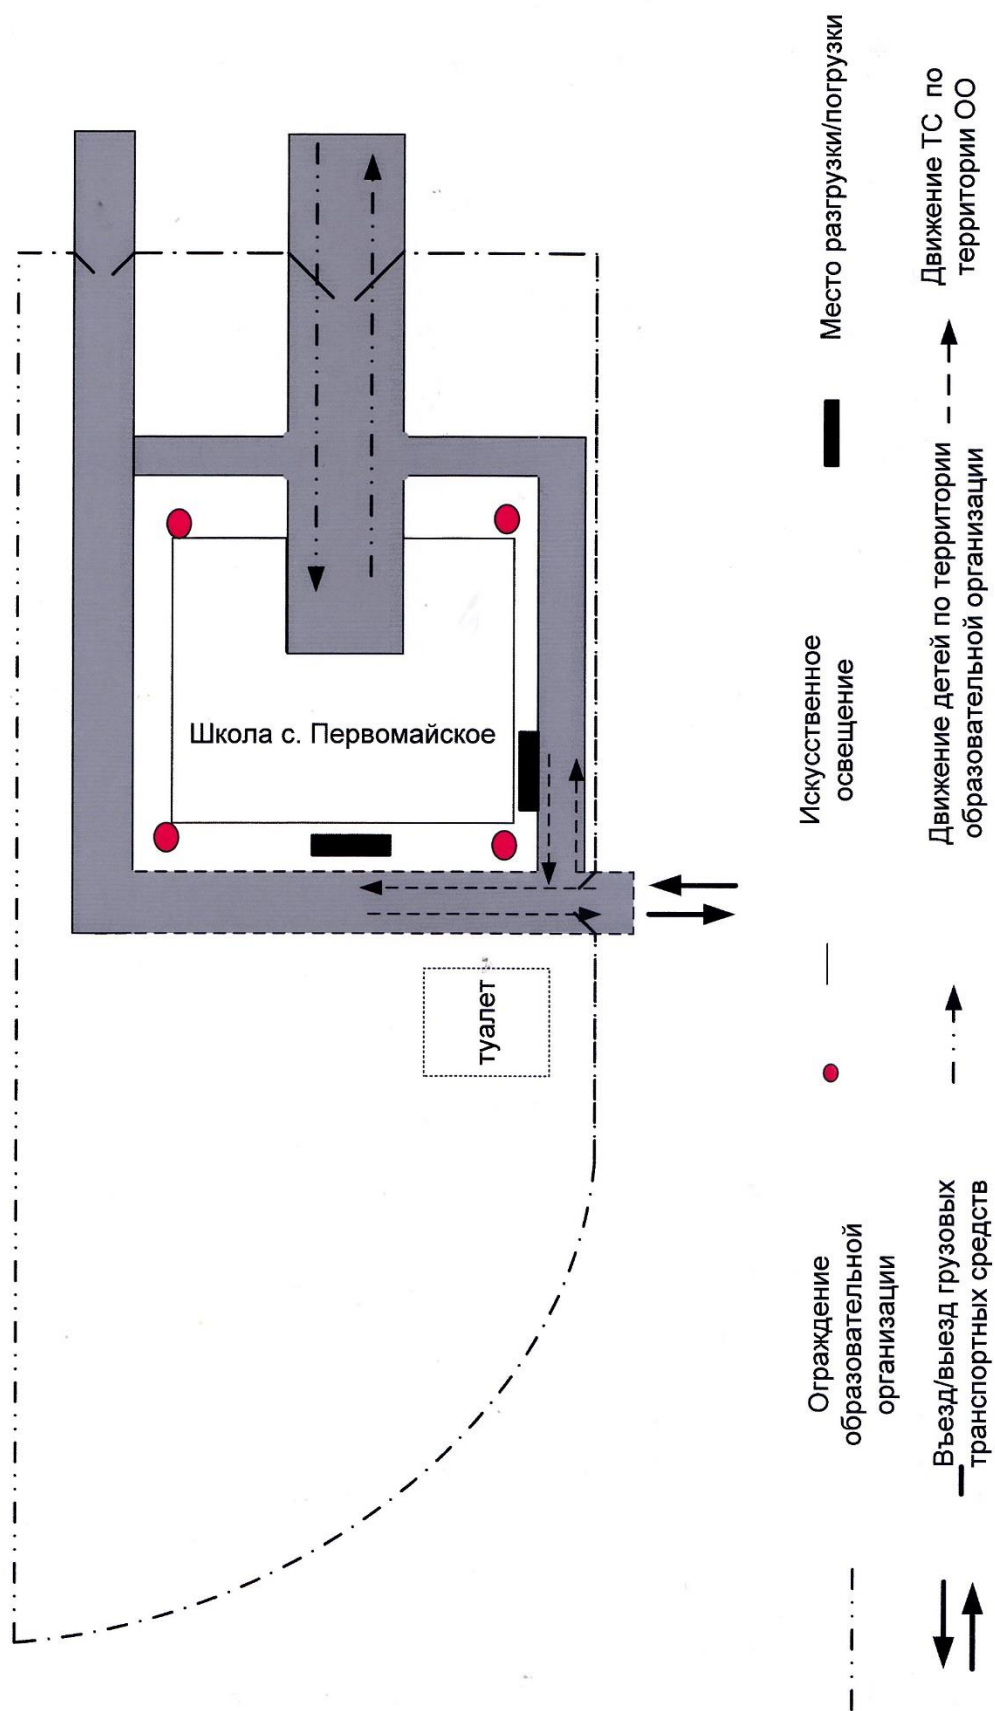 Школа с. Первомайское
туалет
Ограждение
образовательной
организации
Искусственное
освещение
Место разгрузки/погрузки
Въезд/выезд грузовых
транспортных средств
Движение детей по территории
образовательной организации
Движение ТС по
территории ОО